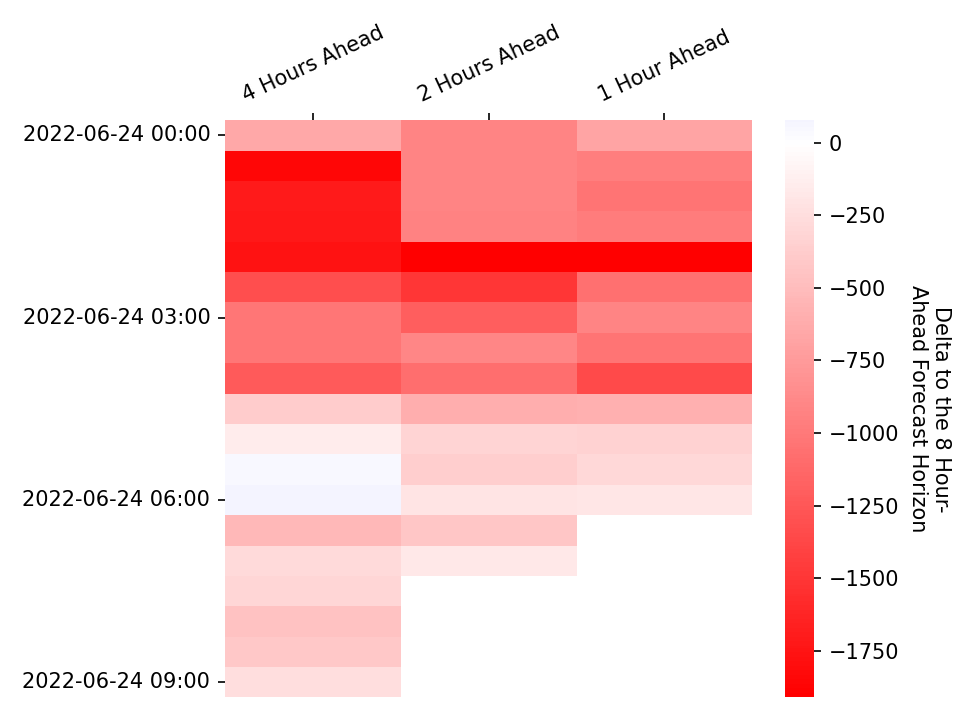 4 Hours Ahead
2 Hours Ahead
1 Hour Ahead
2022-06-24 00:00
2022-06-24 03:00
2022-06-24 06:00
2022-06-24 09:00
0
−250
−500
−750
−1000
−1250
−1500
−1750
Delta to the 8 Hour-
Ahead Forecast Horizon